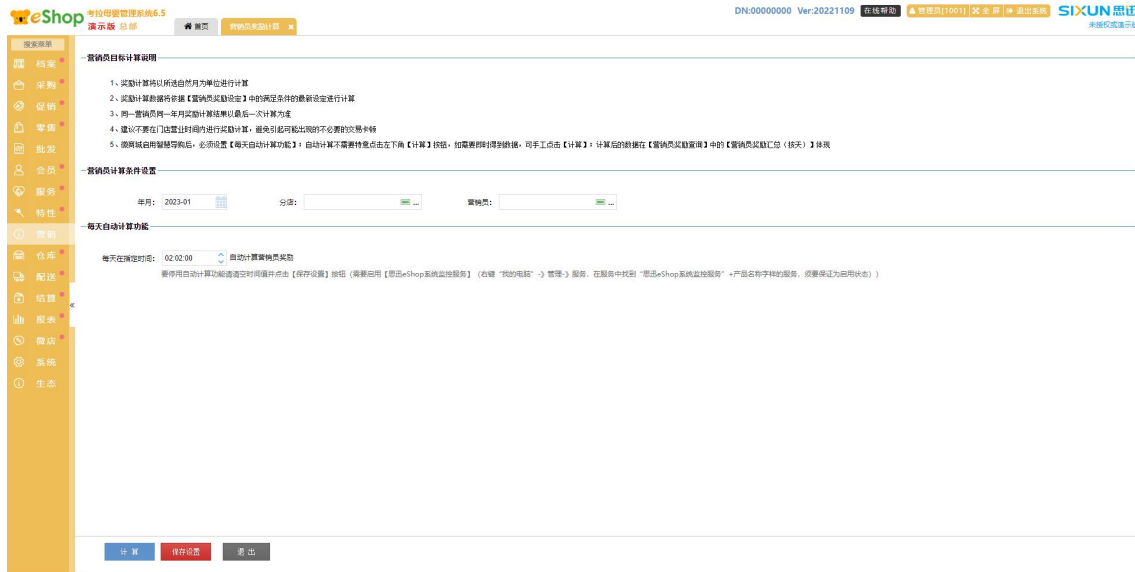 eShop 考拉母婴管理系统6.5
演示版 总部
首页
营销员奖励计算
DN:00000000 Ver:20221109 在线帮助 管理员[1001] 全 屏 退出系统 SIXUN思迅
未授权或演示版
搜索菜单
档案
采购
促销
零售
批发
会员
服务
特性
营销
仓库
配送
结算
报表
微店
系统
生态
营销员目标计算说明
1、奖励计算将以所选自然月为单位进行计算
2、奖励计算数据将依据【营销员奖励设定】中的满足条件的最新设定进行计算
3、同一营销员同一年月奖励计算结果以最后一次计算为准
4、建议不要在门店营业时间内进行奖励计算，避免引起可能出现的不必要的交易卡顿
5、微商城启用智慧导购后，必须设置【每天自动计算功能】；自动计算不需要特意点击左下角【计算】按钮，如需要即时得到数据，可手工点击【计算】；计算后的数据在【营销员奖励查询】中的【营销员奖励汇总（按天）】体现
营销员计算条件设置
年月： 2023-01 分店： ... 营销员： ...
每天自动计算功能
每天在指定时间： 02:02:00 自动计算营销员奖励
要停用自动计算功能请清空时间值并点击【保存设置】按钮（需要启用【思迅eShop系统监控服务】（右键“我的电脑”-》管理-》服务，在服务中找到“思迅eShop系统监控服务”+产品名称字样的服务，须要保证为启用状态））
计 算 保存设置 退 出